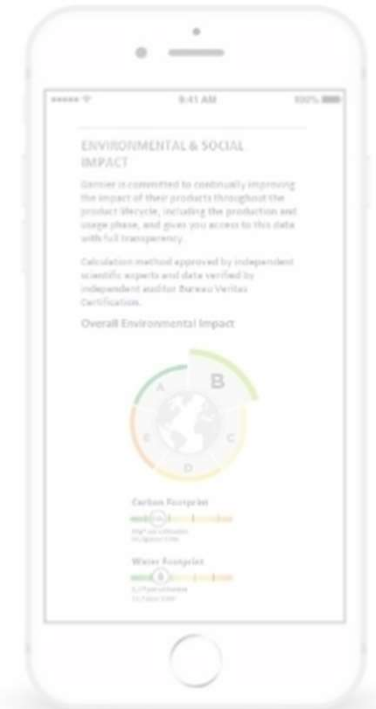 9:41 AM 100%
ENVIRONMENTAL & SOCIAL
IMPACT
Garnier is committed to continually improving
the impact of their products throughout the
product lifecycle, including the production and
usage phase, and gives you access to this data
with full transparency.
Calculation method approved by independent
scientific experts and data verified by
independent auditor Bureau Veritas
Certification.
Overall Environmental Impact
A
B
C
D
E
Carbon Footprint
Water Footprint